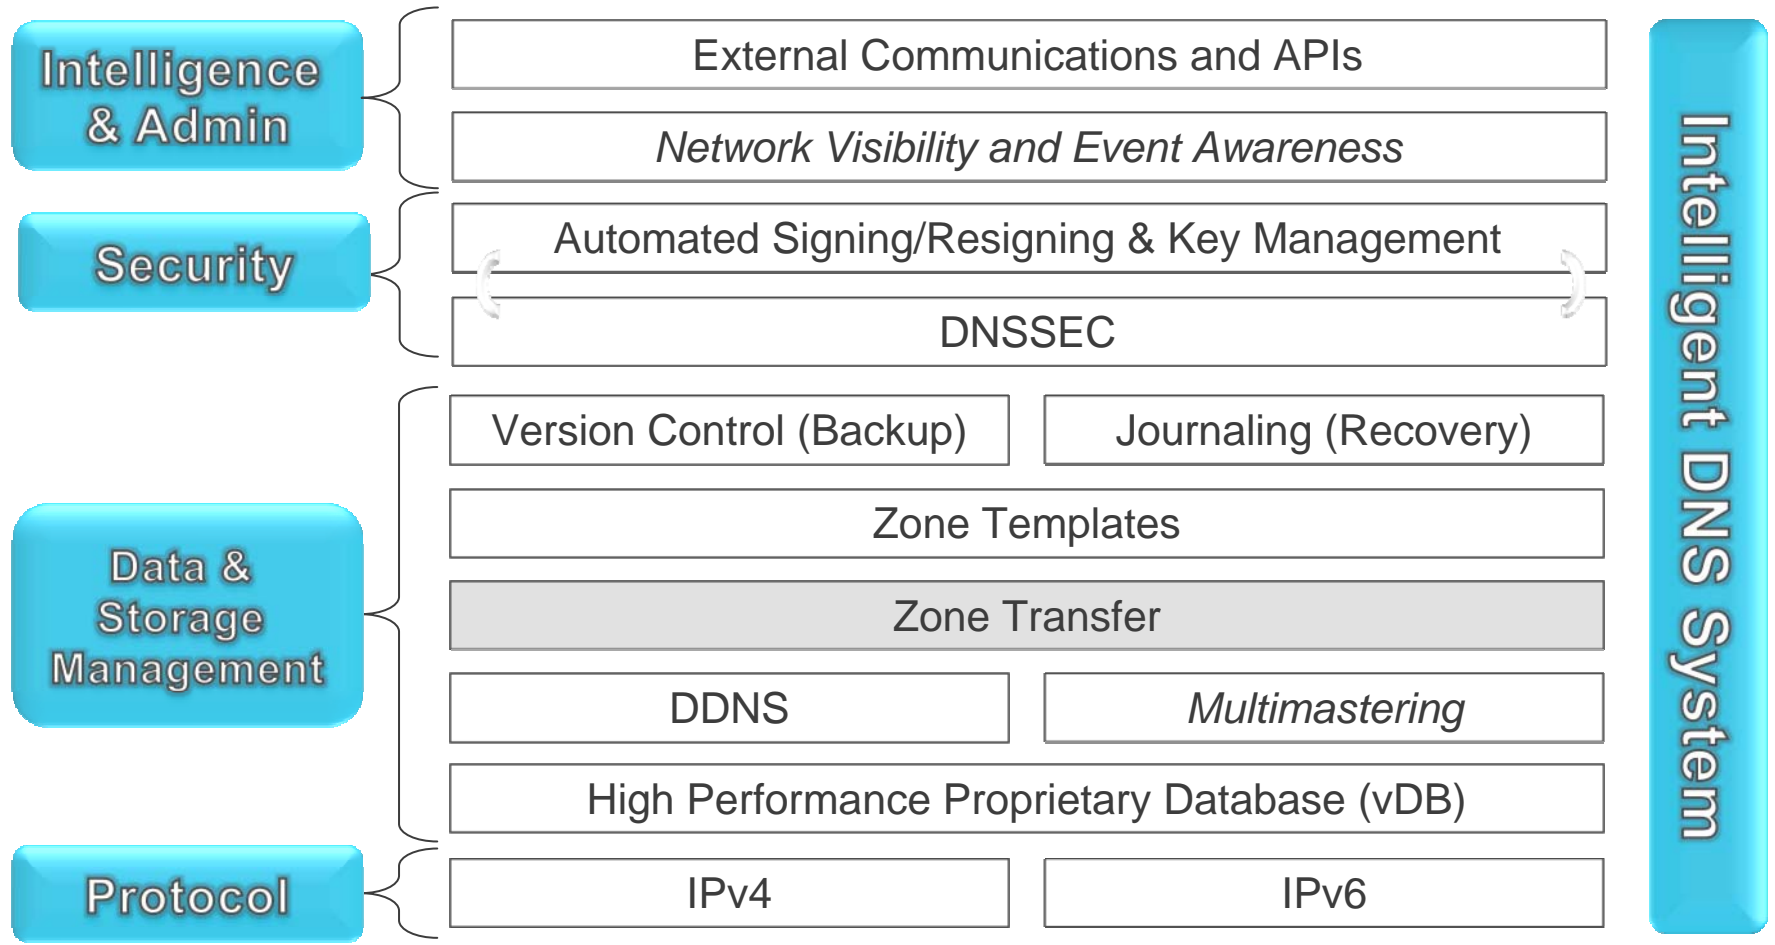 Intelligence
& Admin
External Communications and APIs
Network Visibility and Event Awareness
Security
Automated Signing/Resigning & Key Management
DNSSEC
Data &
Storage
Management
Version Control (Backup)
Journaling (Recovery)
Zone Templates
Zone Transfer
DDNS
Multimastering
High Performance Proprietary Database (vDB)
Protocol
IPv4
IPv6
Intelligent DNS System